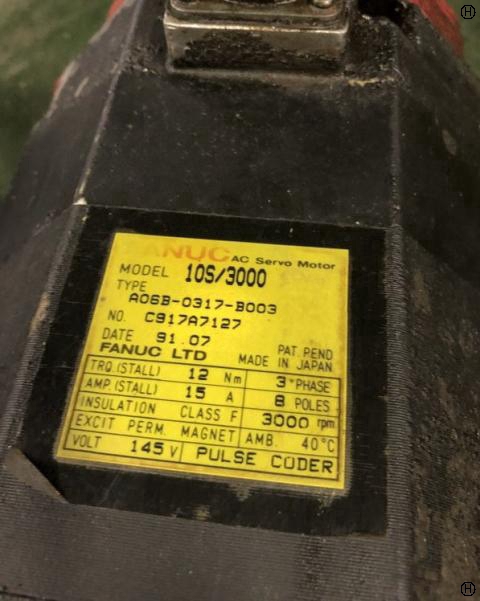 FANUC AC Servo Motor
MODEL 10S/3000
TYPE
A06B-0317-B003
NO. C917A7127
DATE 91.07
FANUC LTD
PAT. PEND
MADE IN JAPAN
TRQ.(STALL) 12 Nm 3~PHASE
AMP.(STALL) 15 A 8 POLES
INSULATION CLASS F 3000 rpm
EXCIT PERM. MAGNET AMB. 40°C
VOLT 145 V PULSE CODER
H
H